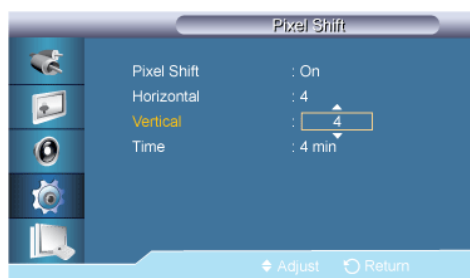 Pixel Shift
Pixel Shift : On
Horizontal : 4
Vertical : 4
Time : 4 min
Adjust Return